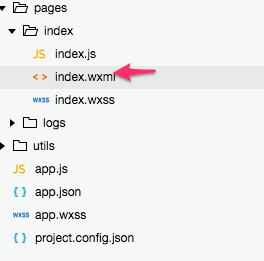 pages
index
JS index.js
< > index.wxml
wxss index.wxss
logs
utils
JS app.js
{ } app.json
wxss app.wxss
{ } project.config.json